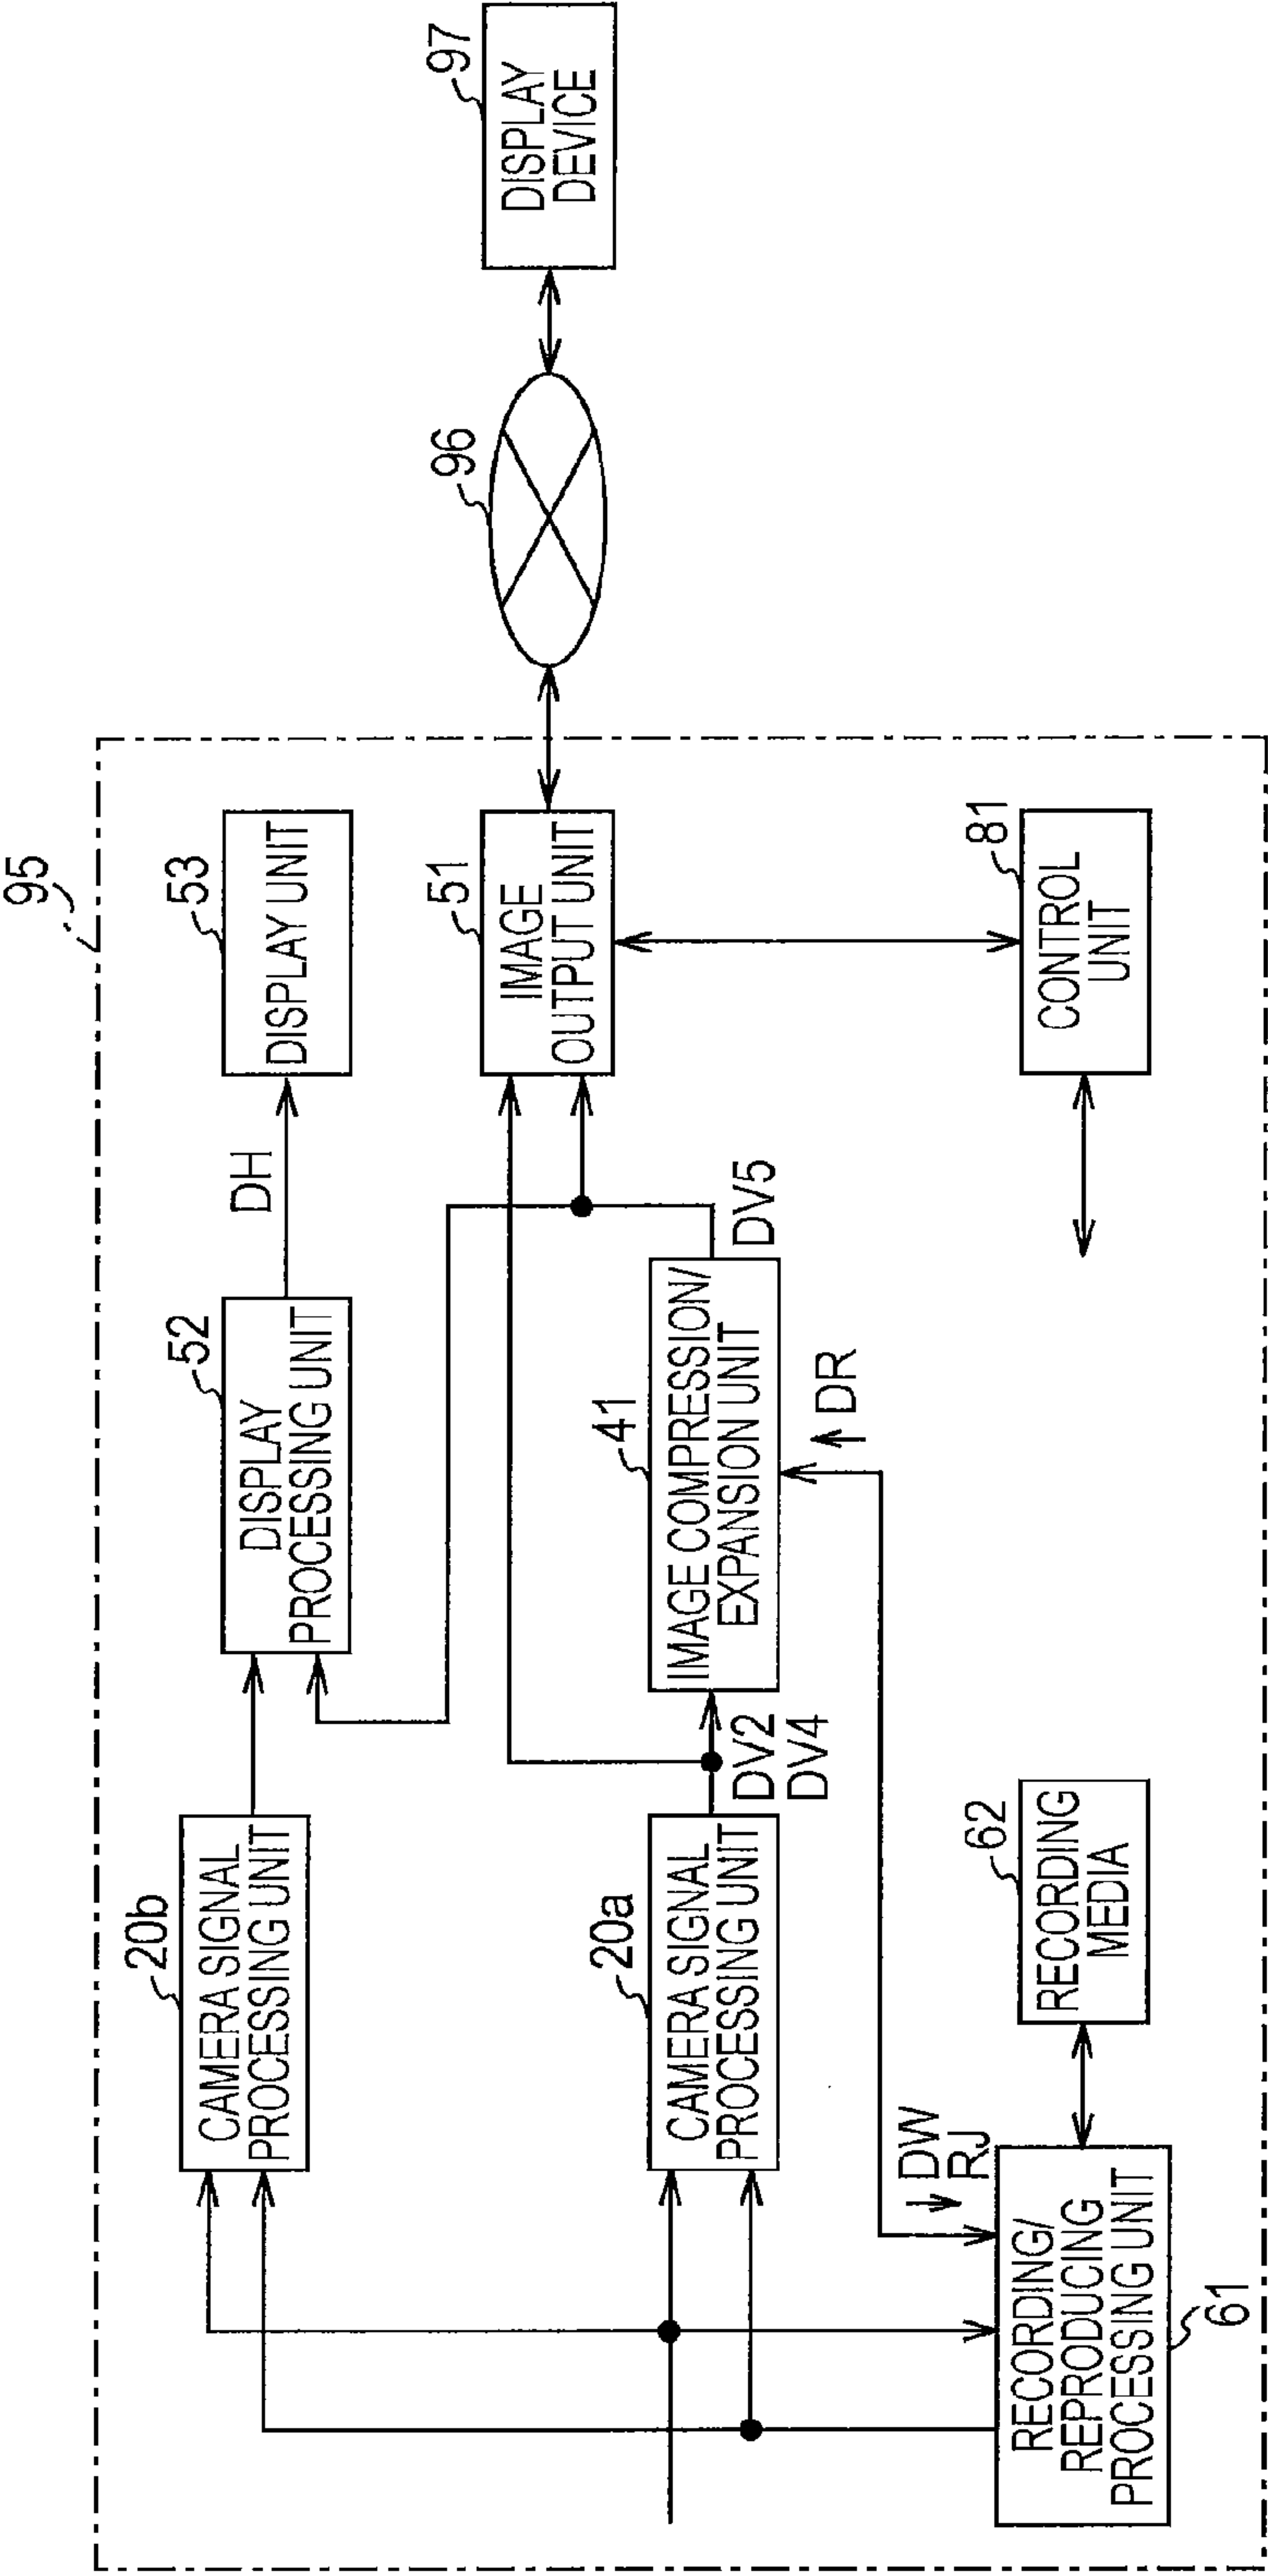 95
20b
CAMERA SIGNAL
PROCESSING UNIT
52
DISPLAY
PROCESSING UNIT
DH
53
DISPLAY UNIT
20a
CAMERA SIGNAL
PROCESSING UNIT
DV2
DV4
41
IMAGE COMPRESSION/
EXPANSION UNIT
DV5
51
IMAGE
OUTPUT UNIT
96
97
DISPLAY
DEVICE
DR
DW
RJ
RECORDING/
REPRODUCING
PROCESSING UNIT
61
62
RECORDING
MEDIA
81
CONTROL
UNIT